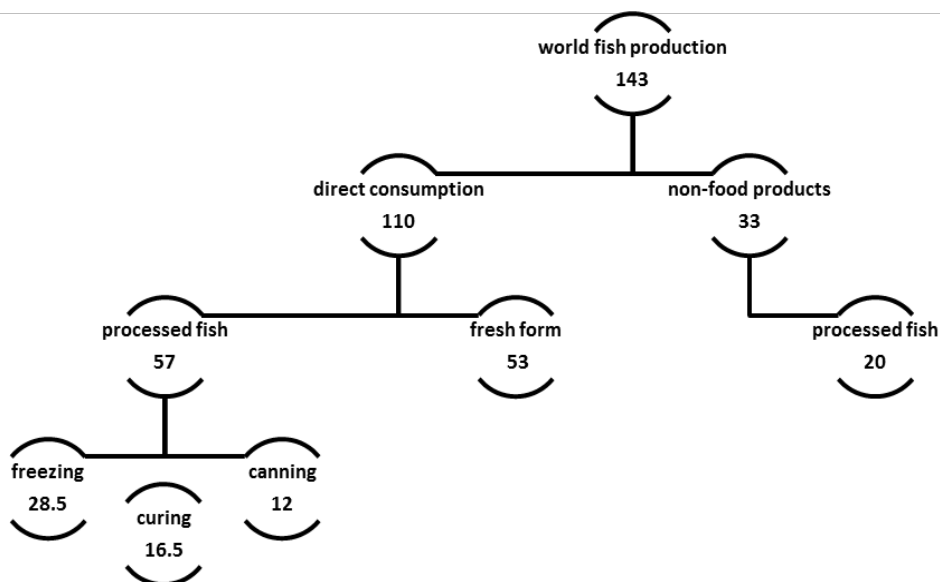 world fish production
143
direct consumption
110
non-food products
33
processed fish
57
fresh form
53
processed fish
20
freezing
28.5
curing
16.5
canning
12